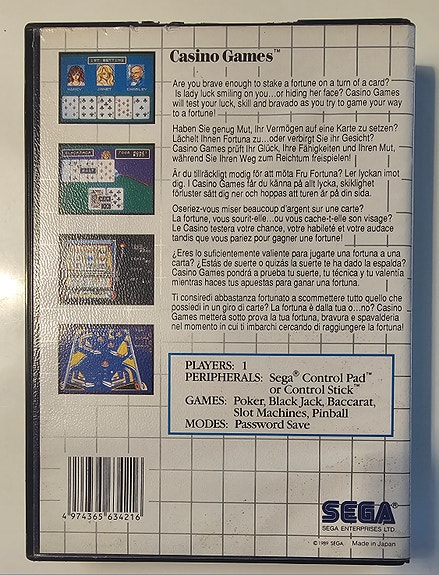 Casino Games™
1ST BETTING
Are you brave enough to stake a fortune on a turn of a card?
Is lady luck smiling on you...or hiding her face? Casino Games
will test your luck, skill and bravado as you try to game your way
to a fortune!
Haben Sie genug Mut, Ihr Vermögen auf eine Karte zu setzen?
Lächelt Ihnen Fortuna zu...oder verbirgt Sie ihr Gesicht?
Casino Games prüft Ihr Glück, Ihre Fähigkeiten und Ihren Mut,
während Sie Ihren Weg zum Reichtum freispielen!
Är du tillräckligt modig för att möta Fru Fortuna? Ler lyckan imot
dig. I Casino Games får du känna på alt lycka, skiklighet
förluster sått dig ner och hoppas att turen är på din sida.
Oseriez-vous miser beaucoup d'argent sur une carte?
La fortune, vous sourit-elle...ou vous cache-t-elle son visage?
Le Casino testera votre chance, votre habileté et votre audace
tandis que vous pariez pour gagner une fortune!
¿Eres lo suficientemente valiente para jugarte una fortuna a una
carta? ¿Estás de suerte o quizás la suerte te ha dado la espalda?
Casino Games pondrá a prueba tu suerte, tu técnica y tu valentía
mientras haces tus apuestas para ganar una fortuna.
Ti consiredi abbastanza fortunato a scommettere tutto quello che
possiedi in un giro di carte? La fortuna è dalla tua o...no? Casino
Games metterà sotto prova la tua fortuna, bravura e spavalderia
nel momento in cui ti imbarchi cercando di raggiungere la fortuna!
PLAYERS: 1
PERIPHERALS: Sega® Control Pad™
or Control Stick™
GAMES: Poker, Black Jack, Baccarat,
Slot Machines, Pinball
MODES: Password Save
4 974365 634216
SEGA®
SEGA ENTERPRISES LTD.
© 1989 SEGA. Made in Japan